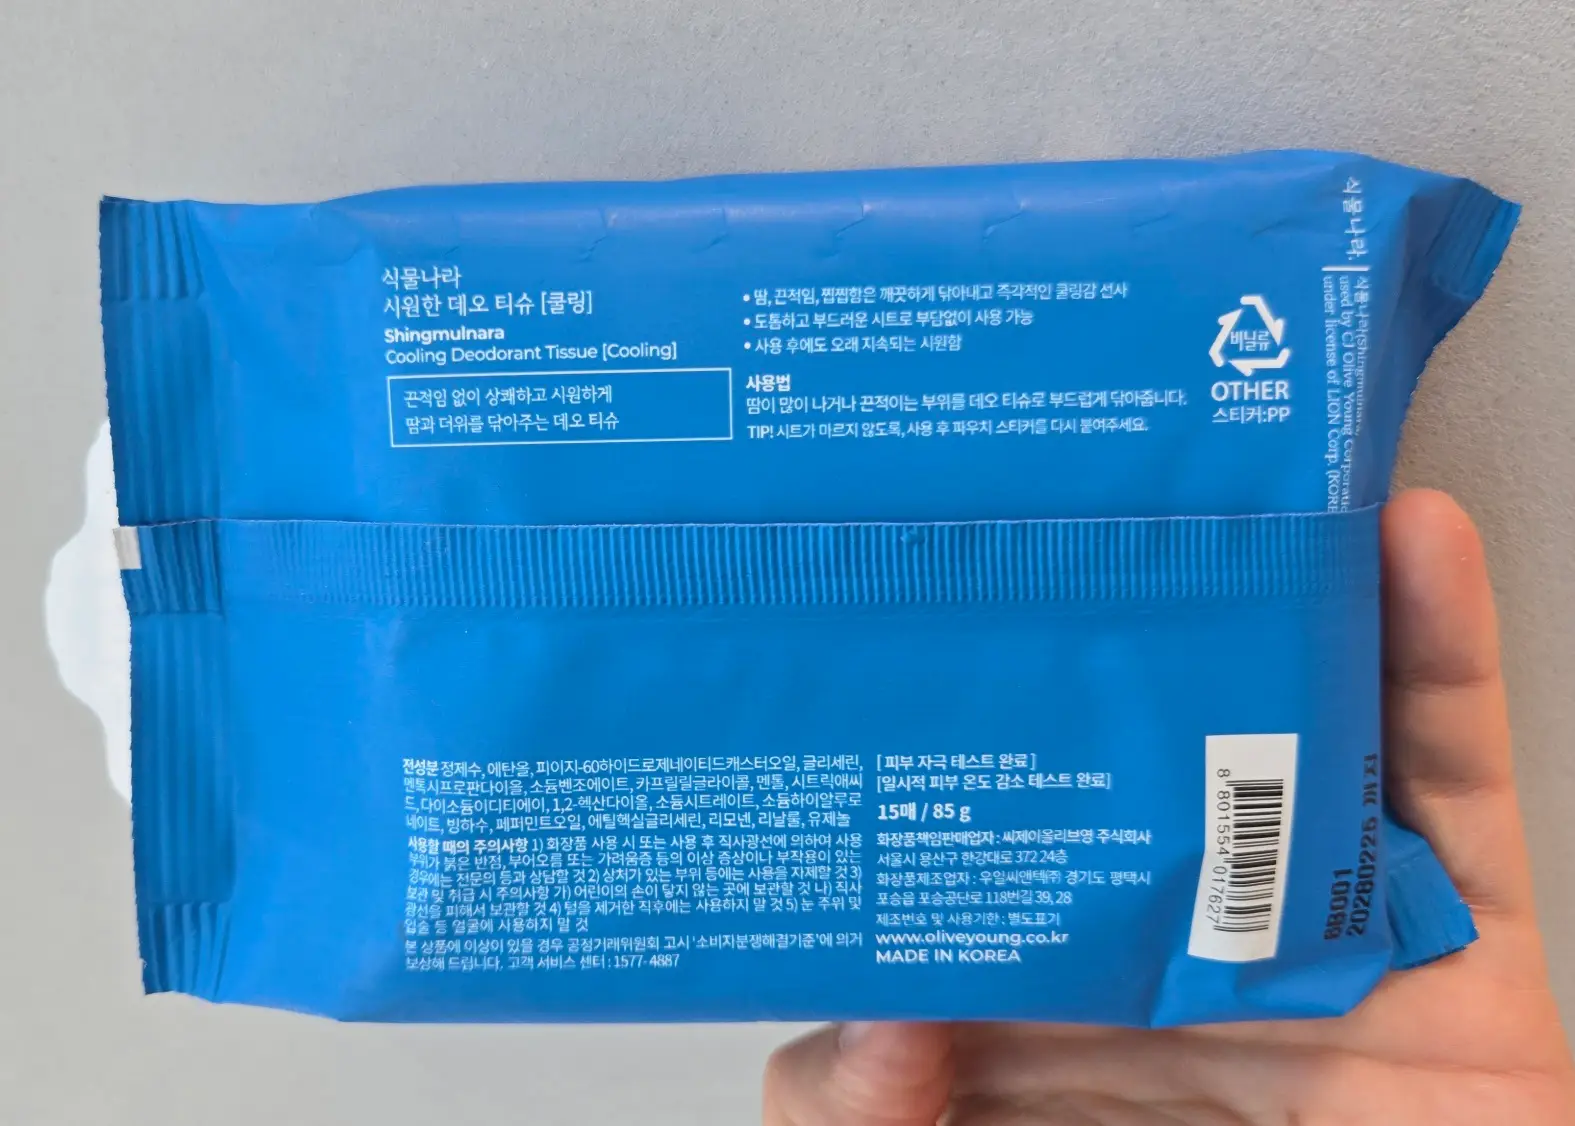 식물나라
시원한 데오 티슈 [쿨링]
Shingmulnara
Cooling Deodorant Tissue [Cooling]
끈적임 없이 상쾌하고 시원하게
땀과 더위를 닦아주는 데오 티슈
• 땀, 끈적임, 찝찝함은 깨끗하게 닦아내고 즉각적인 쿨링감 선사
• 도톰하고 부드러운 시트로 부담없이 사용 가능
• 사용 후에도 오래 지속되는 시원함
사용법
땀이 많이 나거나 끈적이는 부위를 데오 티슈로 부드럽게 닦아줍니다.
TIP! 시트가 마르지 않도록, 사용 후 파우치 스티커를 다시 붙여주세요.
비닐류
OTHER
스티커:PP
식물나라.
식물나라(shingmulnara)
used by CJ Olive Young Corporati
under license of LION Corp. (KORE
전성분 정제수, 에탄올, 피이지-60하이드로제네이티드캐스터오일, 글리세린,
멘톡시프로판다이올, 소듐벤조에이트, 카프릴릴글라이콜, 멘톨, 시트릭애씨
드, 다이소듐이디티에이, 1,2-헥산다이올, 소듐시트레이트, 소듐하이알루로
네이트, 빙하수, 페퍼민트오일, 에틸헥실글리세린, 리모넨, 리날룰, 유제놀
사용할 때의 주의사항 1) 화장품 사용 시 또는 사용 후 직사광선에 의하여 사용
부위가 붉은 반점, 부어오름 또는 가려움증 등의 이상 증상이나 부작용이 있는
경우에는 전문의 등과 상담할 것 2) 상처가 있는 부위 등에는 사용을 자제할 것 3)
보관 및 취급 시 주의사항 가) 어린이의 손이 닿지 않는 곳에 보관할 것 나) 직사
광선을 피해서 보관할 것 4) 털을 제거한 직후에는 사용하지 말 것 5) 눈 주위 및
입술 등 얼굴에 사용하지 말 것
본 상품에 이상이 있을 경우 공정거래위원회 고시 '소비자분쟁해결기준'에 의거
보상해 드립니다. 고객 서비스 센터 : 1577-4887
[ 피부 자극 테스트 완료 ]
[일시적 피부 온도 감소 테스트 완료]
15매 / 85 g
화장품책임판매업자 : 씨제이올리브영 주식회사
서울시 용산구 한강대로 372 24층
화장품제조업자 : 우일씨앤텍㈜ 경기도 평택시
포승읍 포승공단로 118번길 39, 28
제조번호 및 사용기한 : 별도표기
www.oliveyoung.co.kr
MADE IN KOREA
8 801554 017627
BB001
20280225 까지